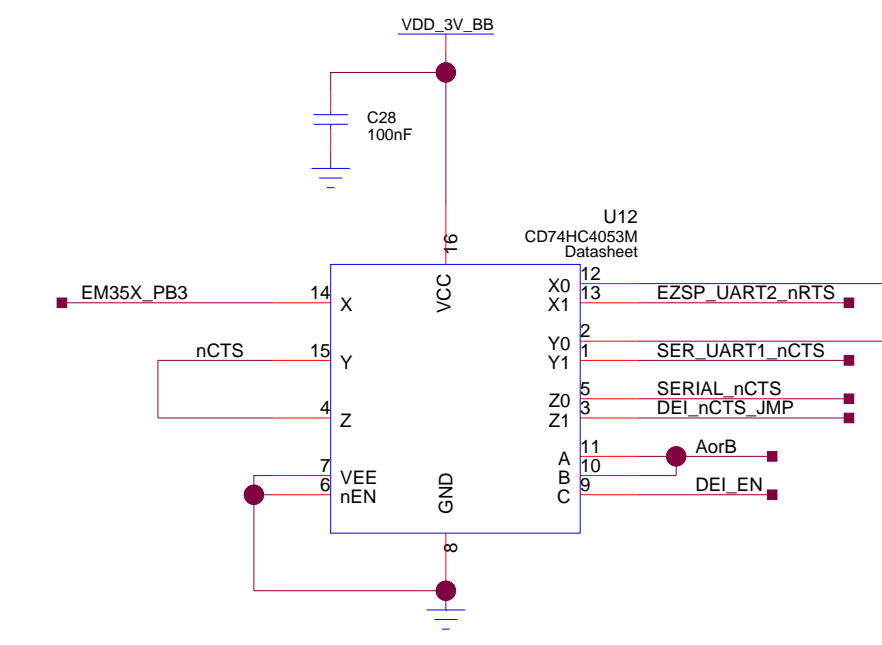 VDD_3V_BB
C28
100nF
U12
CD74HC4053M
Datasheet
16
VCC
EM35X_PB3
14
X
X0
12
X1
13
EZSP_UART2_nRTS
nCTS
15
Y
Y0
2
Y1
1
SER_UART1_nCTS
4
Z
Z0
5
SERIAL_nCTS
Z1
3
DEI_nCTS_JMP
7
VEE
6
nEN
GND
8
A
11
AorB
B
10
C
9
DEI_EN